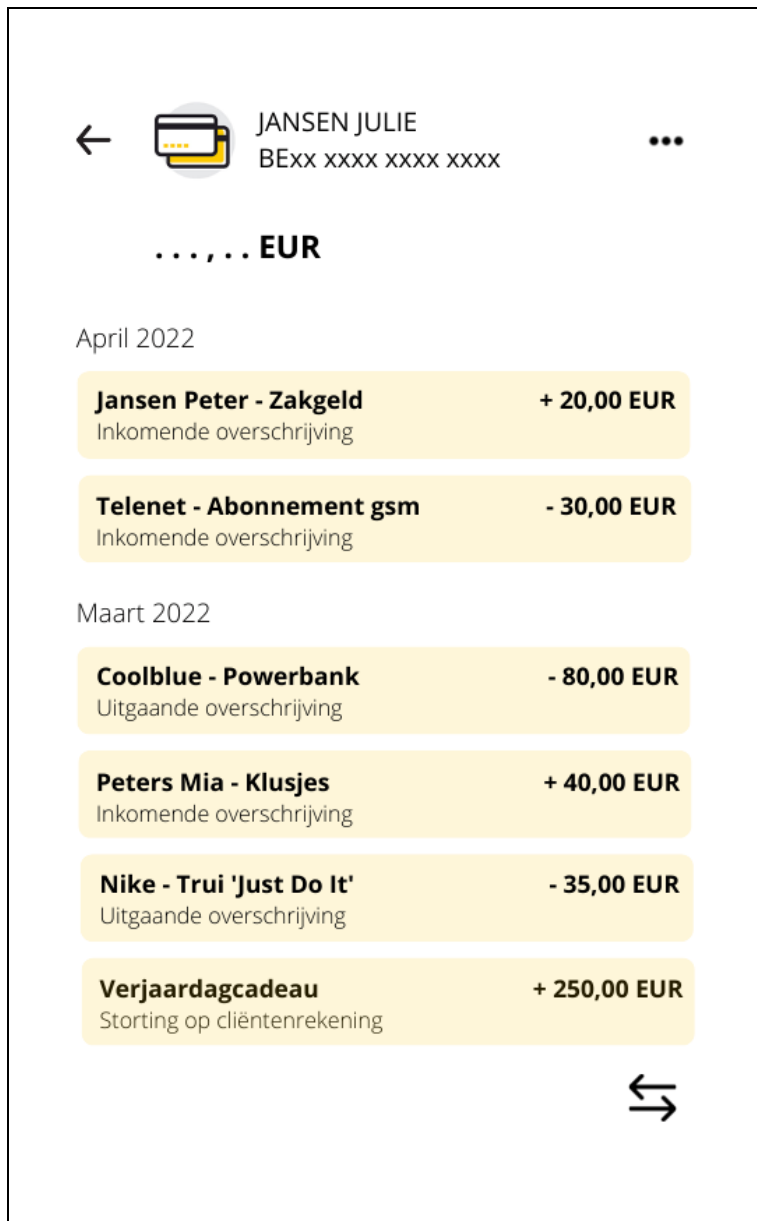 JANSEN JULIE
BExx xxxx xxxx xxxx
. . . , . . EUR
April 2022
Jansen Peter - Zakgeld + 20,00 EUR
Inkomende overschrijving
Telenet - Abonnement gsm - 30,00 EUR
Inkomende overschrijving
Maart 2022
Coolblue - Powerbank - 80,00 EUR
Uitgaande overschrijving
Peters Mia - Klusjes + 40,00 EUR
Inkomende overschrijving
Nike - Trui 'Just Do It' - 35,00 EUR
Uitgaande overschrijving
Verjaardagcadeau + 250,00 EUR
Storting op cliëntenrekening